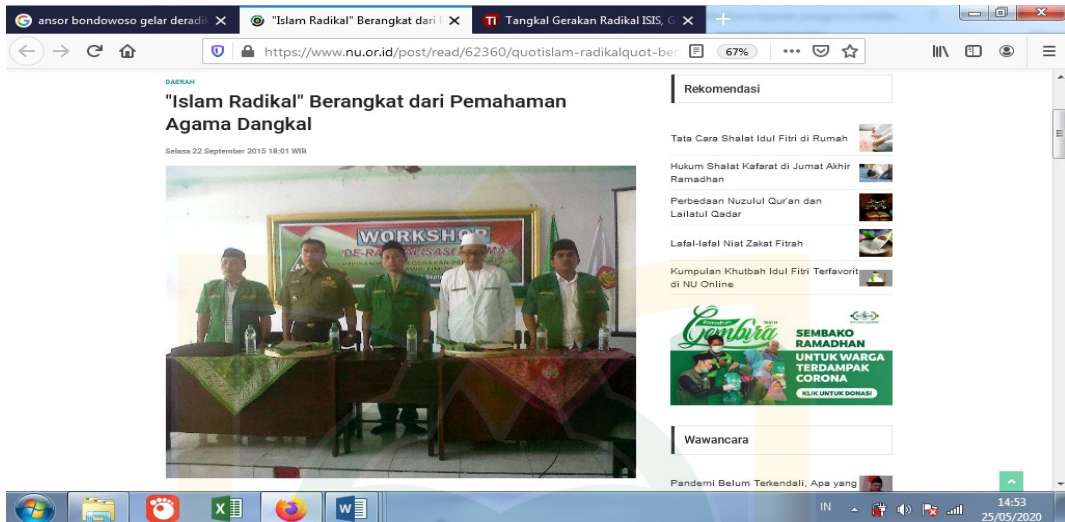 ansor bondowoso gelar deradik
"Islam Radikal" Berangkat dari
Tangkal Gerakan Radikal ISIS, G
https://www.nu.or.id/post/read/62360/quotislam-radikalquot-ber
67%
DAERAH
"Islam Radikal" Berangkat dari Pemahaman
Agama Dangkal
Selasa 22 September 2015 18:01 WIB
WORKSHOP
Rekomendasi
Tata Cara Shalat Idul Fitri di Rumah
Hukum Shalat Kafarat di Jumat Akhir
Ramadhan
Perbedaan Nuzulul Qur'an dan
Lailatul Qadar
Lafal-lafal Niat Zakat Fitrah
Kumpulan Khutbah Idul Fitri Terfavorit
di NU Online
Gembira
SEMBAKO
RAMADHAN
UNTUK WARGA
TERDAMPAK
CORONA
KLIK UNTUK DONASI
Wawancara
Pandemi Belum Terkendali, Apa yang
IN
14:53
25/05/2020